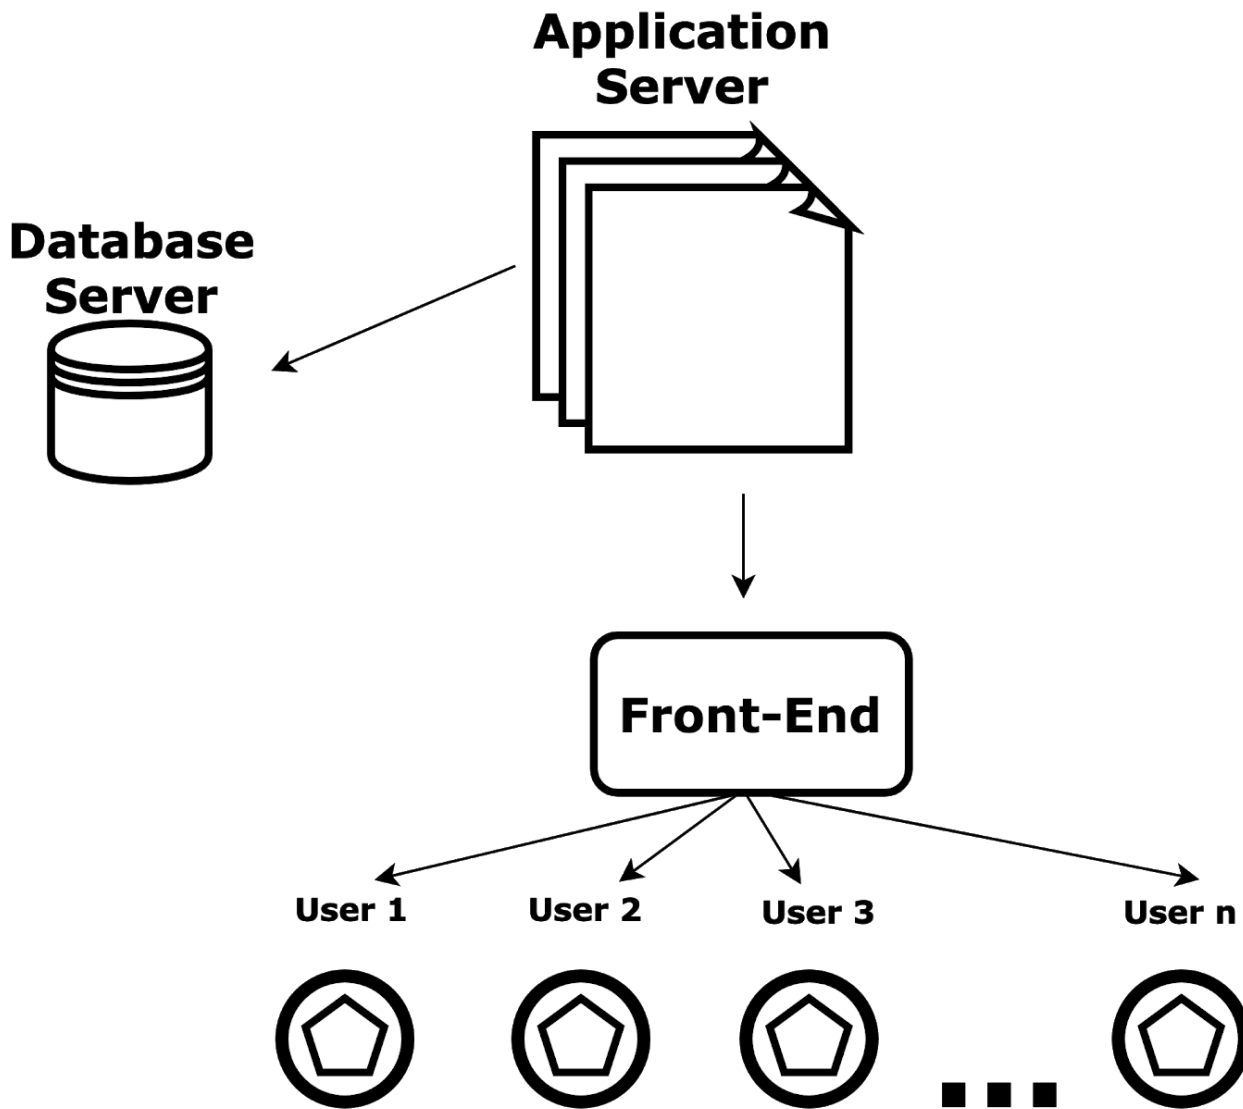 Application
Server
Database
Server
Front-End
User 1
User 2
User 3
User n